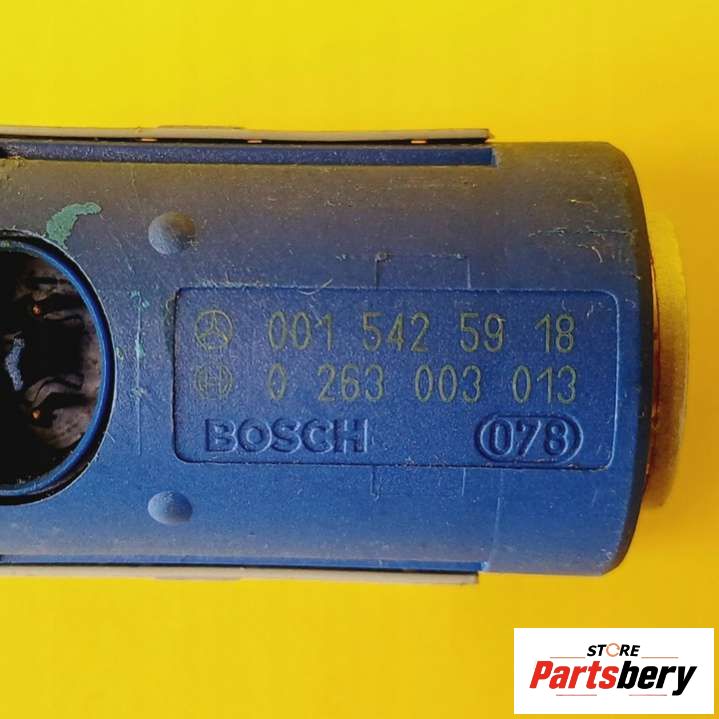 001 542 59 18
0 263 003 013
BOSCH 078
STORE
Partsbery